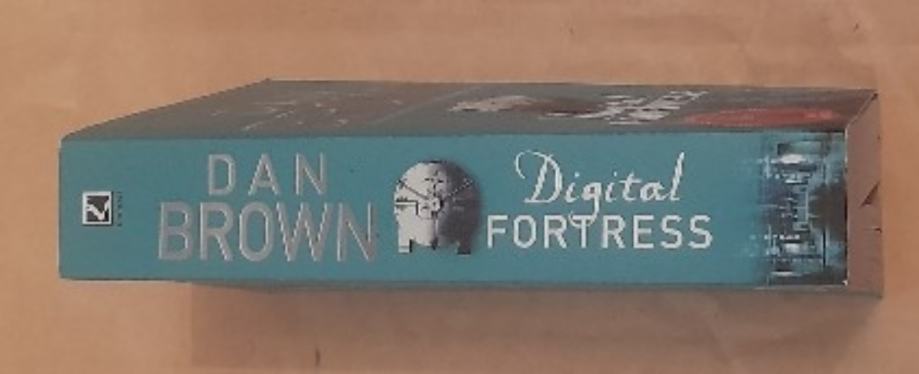 DAN
BROWN
Digital
FORTRESS